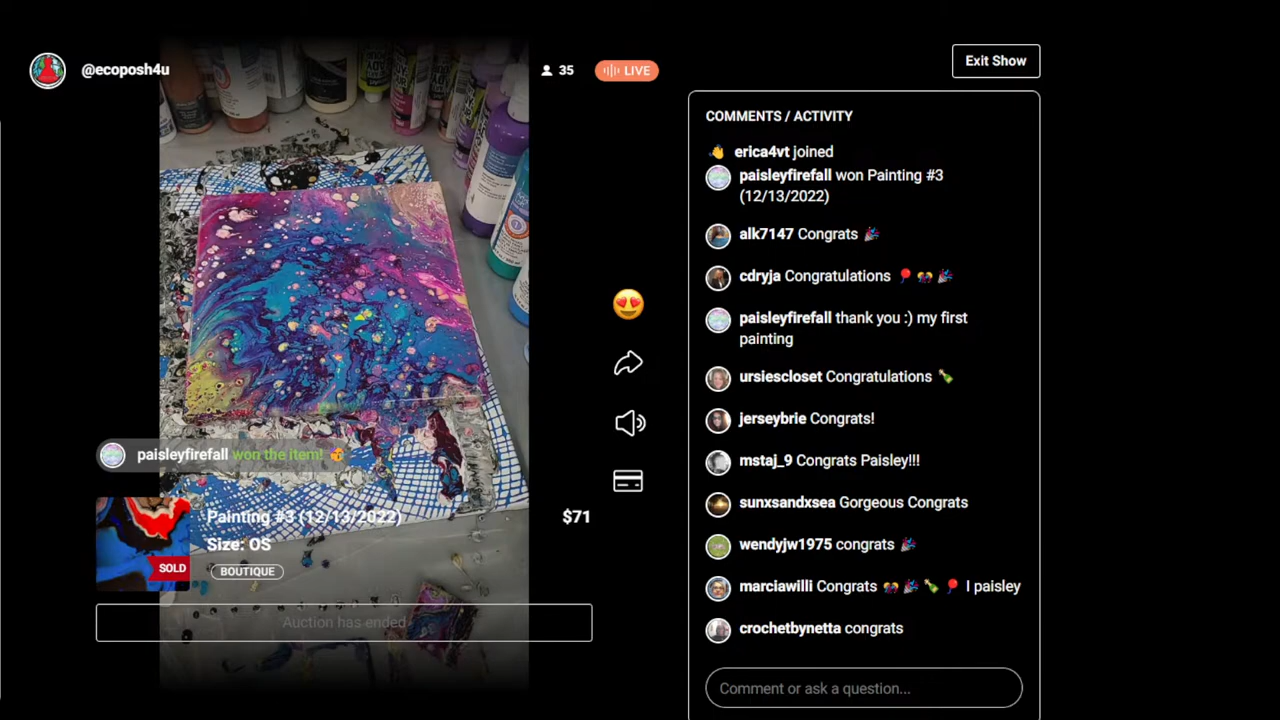 @ecoposh4u
35
LIVE
Exit Show
COMMENTS / ACTIVITY
erica4vt joined
paisleyfirefall won Painting #3
(12/13/2022)
alk7147 Congrats 🎉
cdryja Congratulations 🎈🎊🎉
paisleyfirefall thank you :) my first
painting
ursiescloset Congratulations 🍾
jerseybrie Congrats!
mstaj_9 Congrats Paisley!!!
sunxsandxsea Gorgeous Congrats
wendyjw1975 congrats 🎉
marciawilli Congrats 🎊🎉🍾🎈 I paisley
crochetbynetta congrats
Comment or ask a question...
paisleyfirefall won the item!
Painting #3 (12/13/2022)
$71
Size: OS
SOLD
BOUTIQUE
Auction has ended